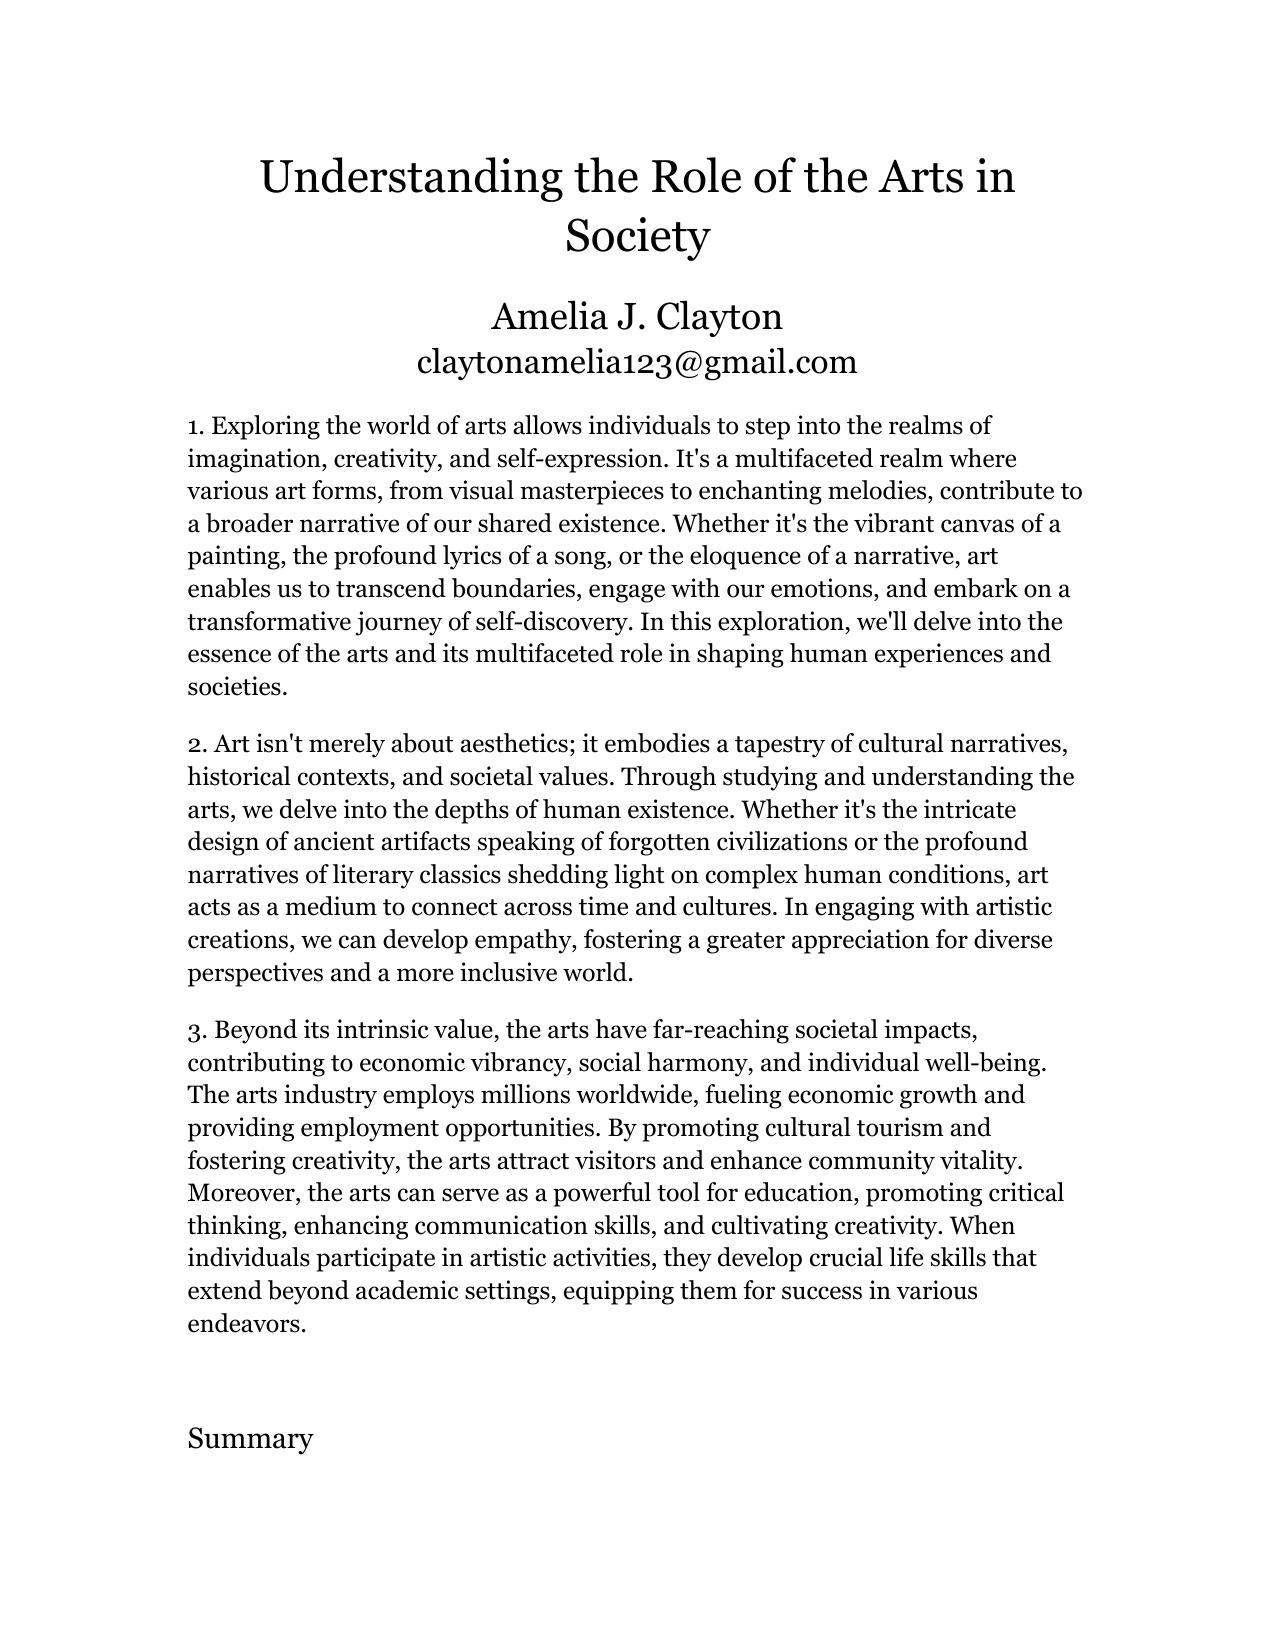 Understanding the Role of the Arts in
Society
Amelia J. Clayton
claytonamelia123@gmail.com
1. Exploring the world of arts allows individuals to step into the realms of
imagination, creativity, and self-expression. It's a multifaceted realm where
various art forms, from visual masterpieces to enchanting melodies, contribute to
a broader narrative of our shared existence. Whether it's the vibrant canvas of a
painting, the profound lyrics of a song, or the eloquence of a narrative, art
enables us to transcend boundaries, engage with our emotions, and embark on a
transformative journey of self-discovery. In this exploration, we'll delve into the
essence of the arts and its multifaceted role in shaping human experiences and
societies.
2. Art isn't merely about aesthetics; it embodies a tapestry of cultural narratives,
historical contexts, and societal values. Through studying and understanding the
arts, we delve into the depths of human existence. Whether it's the intricate
design of ancient artifacts speaking of forgotten civilizations or the profound
narratives of literary classics shedding light on complex human conditions, art
acts as a medium to connect across time and cultures. In engaging with artistic
creations, we can develop empathy, fostering a greater appreciation for diverse
perspectives and a more inclusive world.
3. Beyond its intrinsic value, the arts have far-reaching societal impacts,
contributing to economic vibrancy, social harmony, and individual well-being.
The arts industry employs millions worldwide, fueling economic growth and
providing employment opportunities. By promoting cultural tourism and
fostering creativity, the arts attract visitors and enhance community vitality.
Moreover, the arts can serve as a powerful tool for education, promoting critical
thinking, enhancing communication skills, and cultivating creativity. When
individuals participate in artistic activities, they develop crucial life skills that
extend beyond academic settings, equipping them for success in various
endeavors.
Summary